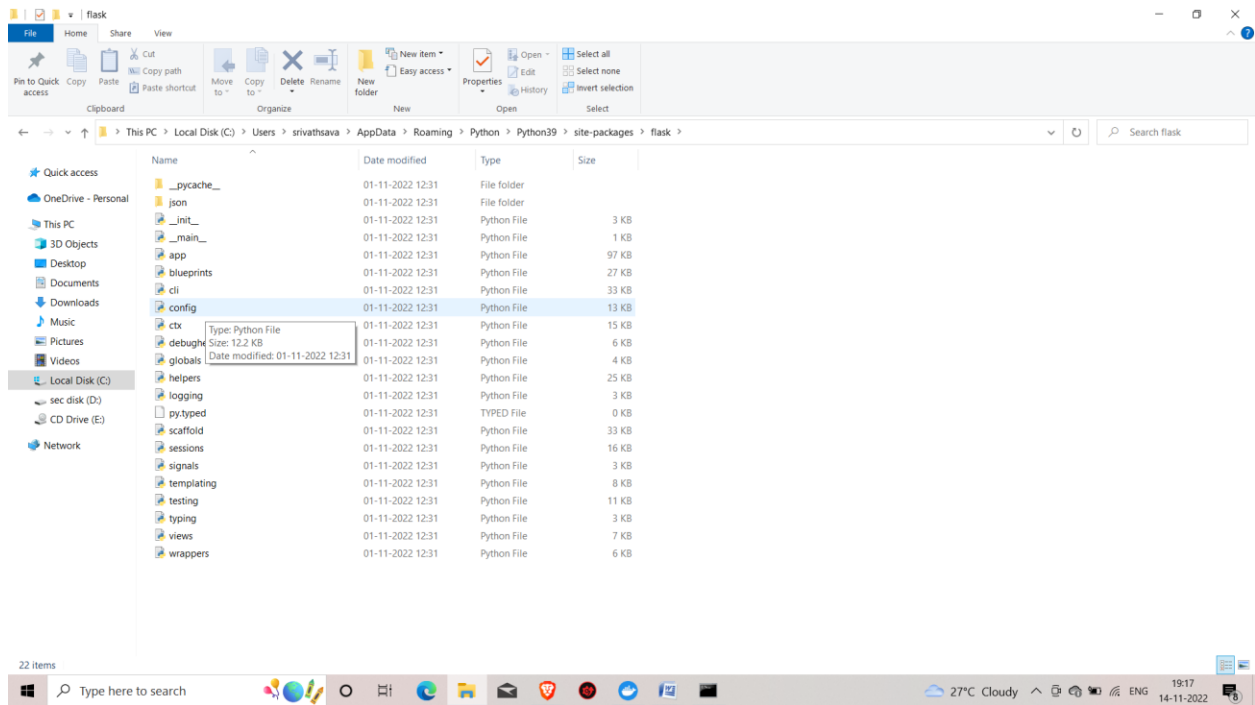 flask
File Home Share View
Pin to Quick access
Copy
Paste
Cut
Copy path
Paste shortcut
Clipboard
Move to
Copy to
Delete
Rename
Organize
New folder
New item
Easy access
New
Properties
Open
Edit
History
Open
Select all
Select none
Invert selection
Select
This PC > Local Disk (C:) > Users > srivathsava > AppData > Roaming > Python > Python39 > site-packages > flask >
Search flask
Quick access
OneDrive - Personal
This PC
3D Objects
Desktop
Documents
Downloads
Music
Pictures
Videos
Local Disk (C:)
sec disk (D:)
CD Drive (E:)
Network
Name Date modified Type Size
__pycache__ 01-11-2022 12:31 File folder
json 01-11-2022 12:31 File folder
__init__ 01-11-2022 12:31 Python File 3 KB
__main__ 01-11-2022 12:31 Python File 1 KB
app 01-11-2022 12:31 Python File 97 KB
blueprints 01-11-2022 12:31 Python File 27 KB
cli 01-11-2022 12:31 Python File 33 KB
config 01-11-2022 12:31 Python File 13 KB
ctx 01-11-2022 12:31 Python File 15 KB
debughe 01-11-2022 12:31 Python File 6 KB
globals 01-11-2022 12:31 Python File 4 KB
Type: Python File
Size: 12.2 KB
Date modified: 01-11-2022 12:31
helpers 01-11-2022 12:31 Python File 25 KB
logging 01-11-2022 12:31 Python File 3 KB
py.typed 01-11-2022 12:31 TYPED File 0 KB
scaffold 01-11-2022 12:31 Python File 33 KB
sessions 01-11-2022 12:31 Python File 16 KB
signals 01-11-2022 12:31 Python File 3 KB
templating 01-11-2022 12:31 Python File 8 KB
testing 01-11-2022 12:31 Python File 11 KB
typing 01-11-2022 12:31 Python File 3 KB
views 01-11-2022 12:31 Python File 7 KB
wrappers 01-11-2022 12:31 Python File 6 KB
22 items
Type here to search
27°C Cloudy
ENG
19:17
14-11-2022
8